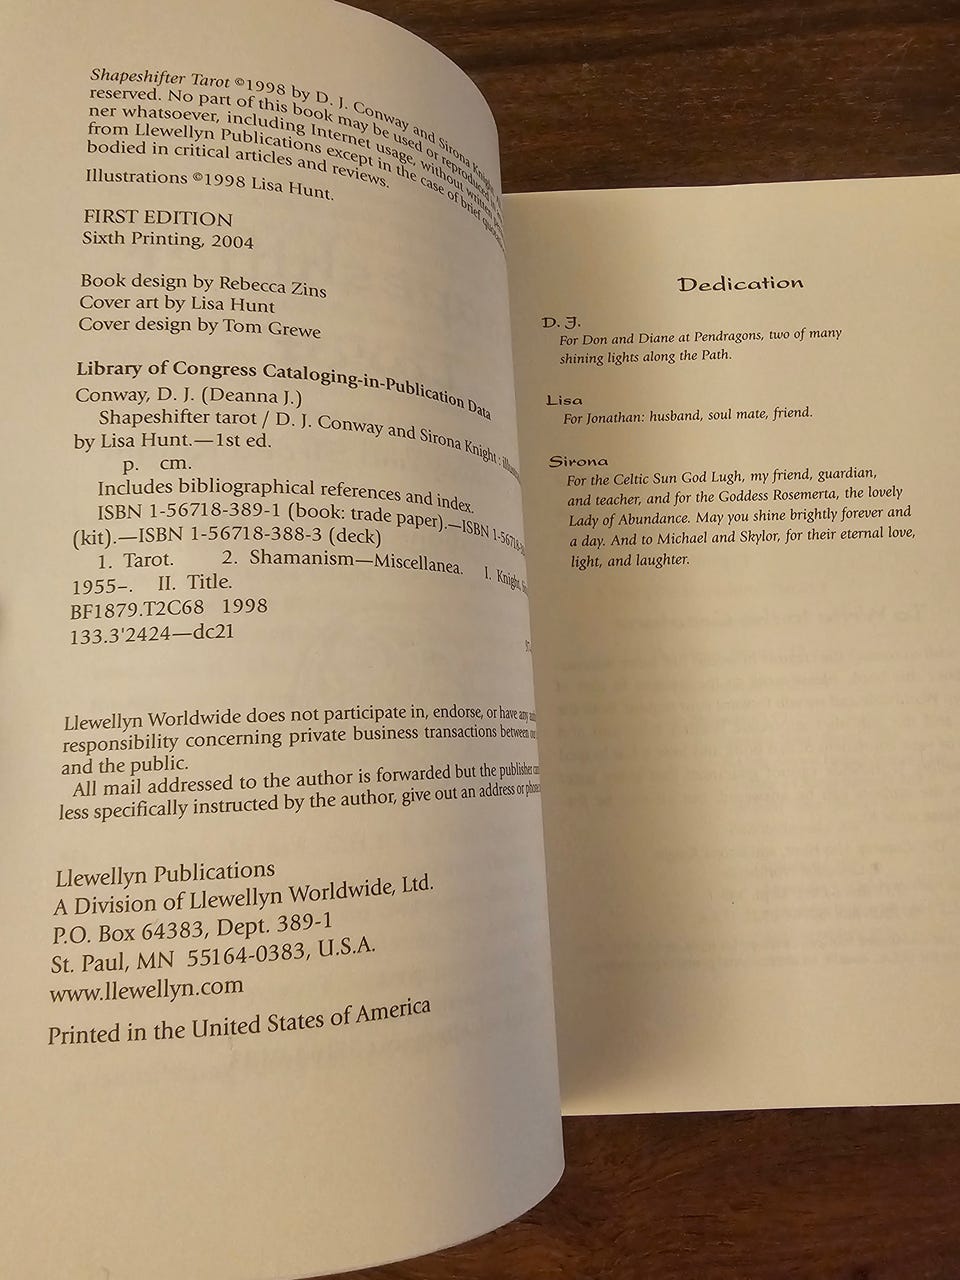 Shapeshifter Tarot ©1998 by D. J. Conway and Sirona Knight.
reserved. No part of this book may be used or reproduced in
ner whatsoever, including Internet usage, without written
from Llewellyn Publications except in the case of brief
bodied in critical articles and reviews.
Illustrations ©1998 Lisa Hunt.
FIRST EDITION
Sixth Printing, 2004
Book design by Rebecca Zins
Cover art by Lisa Hunt
Cover design by Tom Grewe
Library of Congress Cataloging-in-Publication Data
Conway, D. J. (Deanna J.)
Shapeshifter tarot / D. J. Conway and Sirona Knight :
by Lisa Hunt.—1st ed.
p. cm.
Includes bibliographical references and index.
ISBN 1-56718-389-1 (book: trade paper).—ISBN
(kit).—ISBN 1-56718-388-3 (deck)
1. Tarot. 2. Shamanism—Miscellanea. I. Knight,
1955–. II. Title.
BF1879.T2C68 1998
133.3'2424—dc21
Llewellyn Worldwide does not participate in, endorse, or have any
responsibility concerning private business transactions between
and the public.
All mail addressed to the author is forwarded but the publisher
less specifically instructed by the author, give out an address or
Llewellyn Publications
A Division of Llewellyn Worldwide, Ltd.
P.O. Box 64383, Dept. 389-1
St. Paul, MN 55164-0383, U.S.A.
www.llewellyn.com
Printed in the United States of America
Dedication
D. J.
For Don and Diane at Pendragons, two of many
shining lights along the Path.
Lisa
For Jonathan: husband, soul mate, friend.
Sirona
For the Celtic Sun God Lugh, my friend, guardian,
and teacher, and for the Goddess Rosemerta, the lovely
Lady of Abundance. May you shine brightly forever and
a day. And to Michael and Skylor, for their eternal love,
light, and laughter.